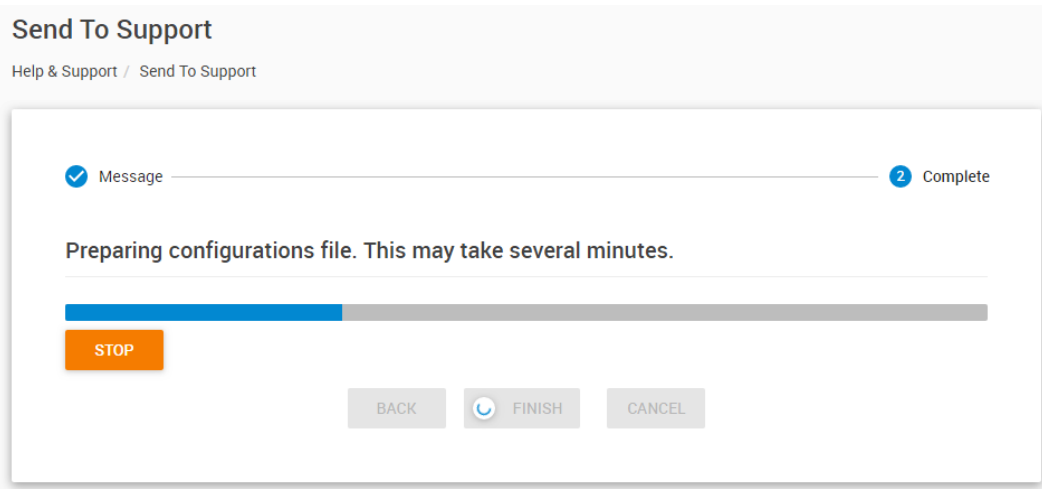 Send To Support
Help & Support / Send To Support
Message 2 Complete
Preparing configurations file. This may take several minutes.
STOP
BACK FINISH CANCEL